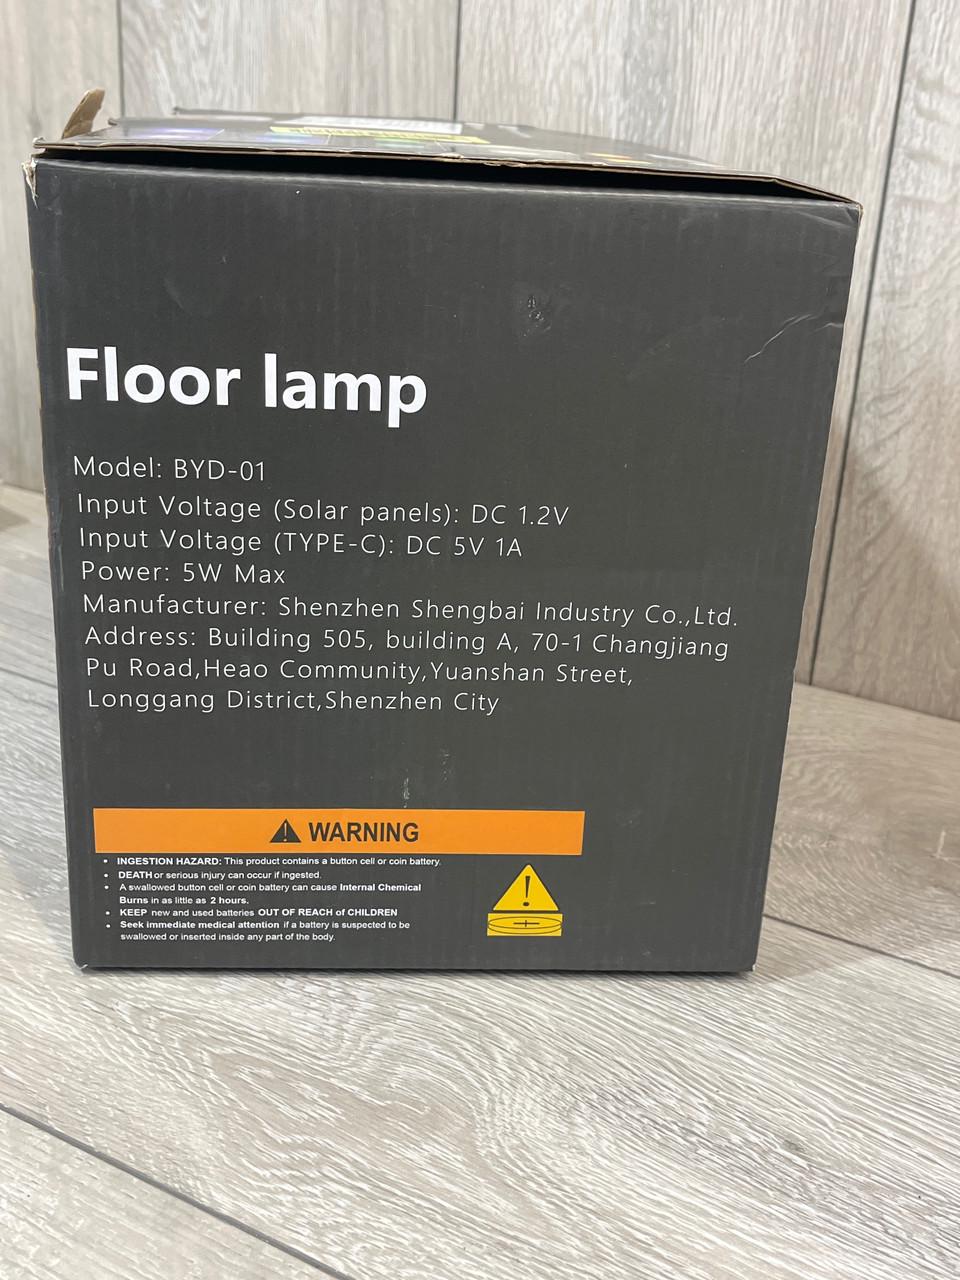 Floor lamp
Model: BYD-01
Input Voltage (Solar panels): DC 1.2V
Input Voltage (TYPE-C): DC 5V 1A
Power: 5W Max
Manufacturer: Shenzhen Shengbai Industry Co.,Ltd.
Address: Building 505, building A, 70-1 Changjiang
Pu Road,Heao Community,Yuanshan Street,
Longgang District,Shenzhen City
WARNING
• INGESTION HAZARD: This product contains a button cell or coin battery.
• DEATH or serious injury can occur if ingested.
• A swallowed button cell or coin battery can cause Internal Chemical
Burns in as little as 2 hours.
• KEEP new and used batteries OUT OF REACH of CHILDREN
• Seek immediate medical attention if a battery is suspected to be
swallowed or inserted inside any part of the body.